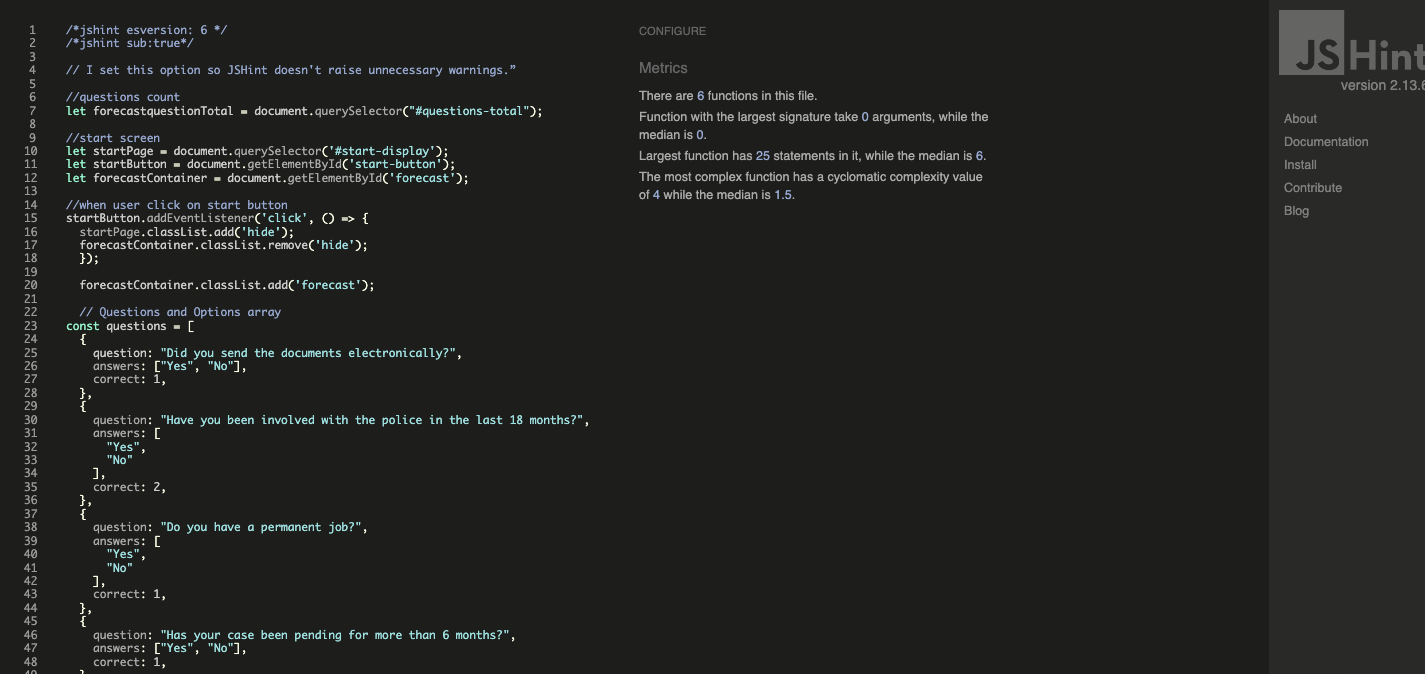 1 /*jshint esversion: 6 */
2 /*jshint sub:true*/
3
4 // I set this option so JSHint doesn't raise unnecessary warnings.”
5
6 //questions count
7 let forecastquestionTotal = document.querySelector("#questions-total");
8
9 //start screen
10 let startPage = document.querySelector('#start-display');
11 let startButton = document.getElementById('start-button');
12 let forecastContainer = document.getElementById('forecast');
13
14 //when user click on start button
15 startButton.addEventListener('click', () => {
16 startPage.classList.add('hide');
17 forecastContainer.classList.remove('hide');
18 });
19
20 forecastContainer.classList.add('forecast');
21
22 // Questions and Options array
23 const questions = [
24 {
25 question: "Did you send the documents electronically?",
26 answers: ["Yes", "No"],
27 correct: 1,
28 },
29 {
30 question: "Have you been involved with the police in the last 18 months?",
31 answers: [
32 "Yes",
33 "No"
34 ],
35 correct: 2,
36 },
37 {
38 question: "Do you have a permanent job?",
39 answers: [
40 "Yes",
41 "No"
42 ],
43 correct: 1,
44 },
45 {
46 question: "Has your case been pending for more than 6 months?",
47 answers: ["Yes", "No"],
48 correct: 1,
CONFIGURE
Metrics
There are 6 functions in this file.
Function with the largest signature take 0 arguments, while the
median is 0.
Largest function has 25 statements in it, while the median is 6.
The most complex function has a cyclomatic complexity value
of 4 while the median is 1.5.
JSHint
version 2.13.6
About
Documentation
Install
Contribute
Blog